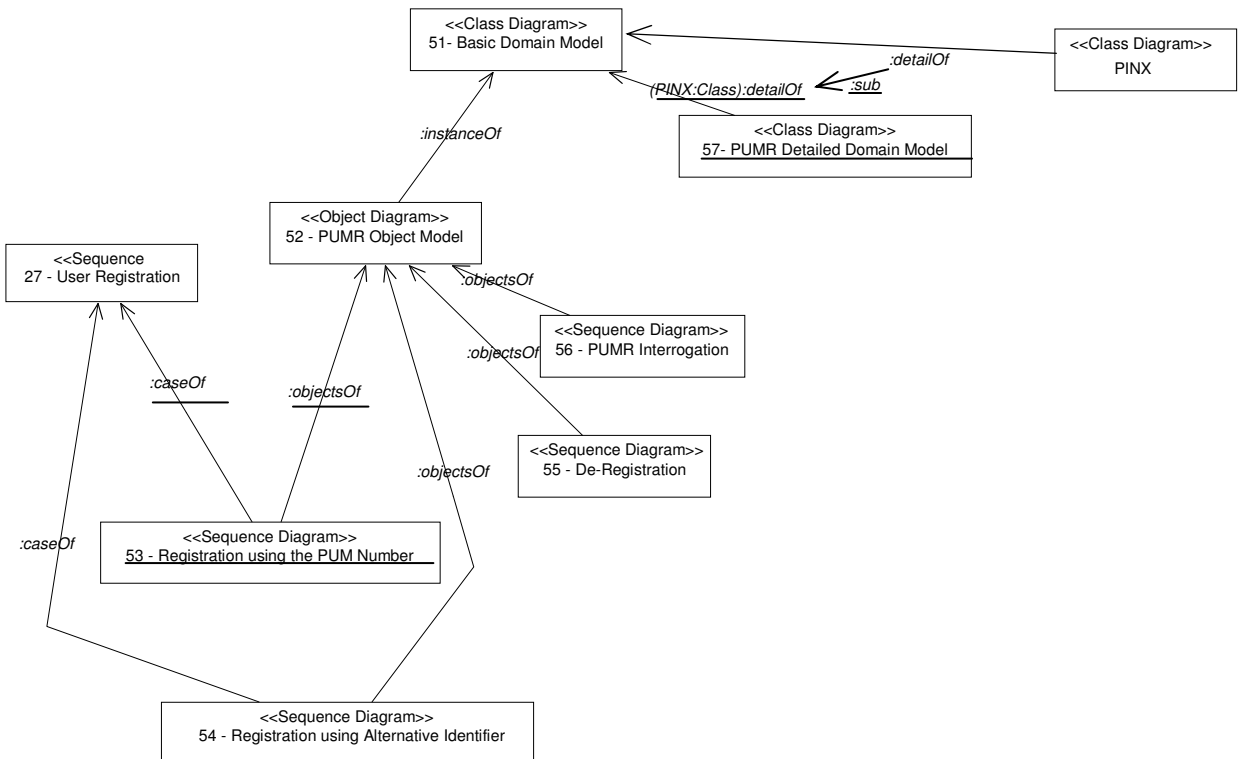 <<Class Diagram>>
51- Basic Domain Model
<<Class Diagram>>
PINX
:detailOf
(PINX:Class):detailOf
:sub
<<Class Diagram>>
57- PUMR Detailed Domain Model
:instanceOf
<<Object Diagram>>
52 - PUMR Object Model
<<Sequence
27 - User Registration
:objectsOf
<<Sequence Diagram>>
56 - PUMR Interrogation
:objectsOf
:caseOf
:objectsOf
<<Sequence Diagram>>
55 - De-Registration
:objectsOf
<<Sequence Diagram>>
53 - Registration using the PUM Number
:caseOf
<<Sequence Diagram>>
54 - Registration using Alternative Identifier